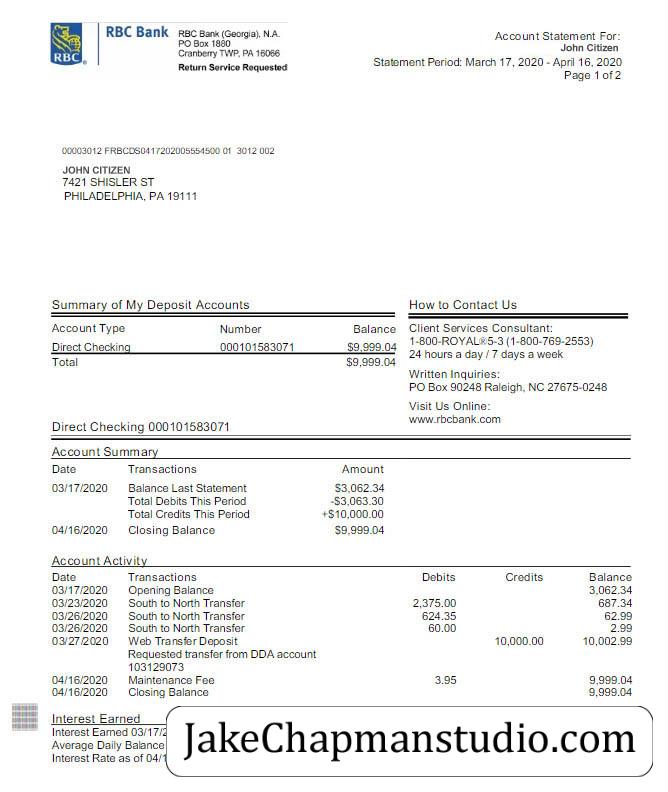 RBC Bank
RBC
RBC Bank (Georgia), N.A.
PO Box 1880
Cranberry TWP, PA 16066
Return Service Requested
Account Statement For:
John Citizen
Statement Period: March 17, 2020 - April 16, 2020
Page 1 of 2
00003012 FRBCDS0417202005554500 01 3012 002
JOHN CITIZEN
7421 SHISLER ST
PHILADELPHIA, PA 19111
Summary of My Deposit Accounts
Account Type Number Balance
Direct Checking 000101583071 $9,999.04
Total $9,999.04
How to Contact Us
Client Services Consultant:
1-800-ROYAL®5-3 (1-800-769-2553)
24 hours a day / 7 days a week
Written Inquiries:
PO Box 90248 Raleigh, NC 27675-0248
Visit Us Online:
www.rbcbank.com
Direct Checking 000101583071
Account Summary
Date Transactions Amount
03/17/2020 Balance Last Statement $3,062.34
Total Debits This Period -$3,063.30
Total Credits This Period +$10,000.00
04/16/2020 Closing Balance $9,999.04
Account Activity
Date Transactions Debits Credits Balance
03/17/2020 Opening Balance 3,062.34
03/23/2020 South to North Transfer 2,375.00 687.34
03/26/2020 South to North Transfer 624.35 62.99
03/26/2020 South to North Transfer 60.00 2.99
03/27/2020 Web Transfer Deposit 10,000.00 10,002.99
Requested transfer from DDA account
103129073
04/16/2020 Maintenance Fee 3.95 9,999.04
04/16/2020 Closing Balance 9,999.04
Interest Earned
Interest Earned 03/17/2
Average Daily Balance
Interest Rate as of 04/1
JakeChapmanstudio.com